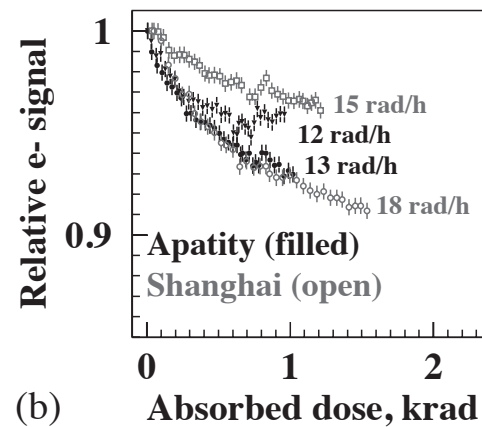 Relative e- signal
1
0.9
15 rad/h
12 rad/h
13 rad/h
18 rad/h
Apatity (filled)
Shanghai (open)
0 1 2
(b) Absorbed dose, krad